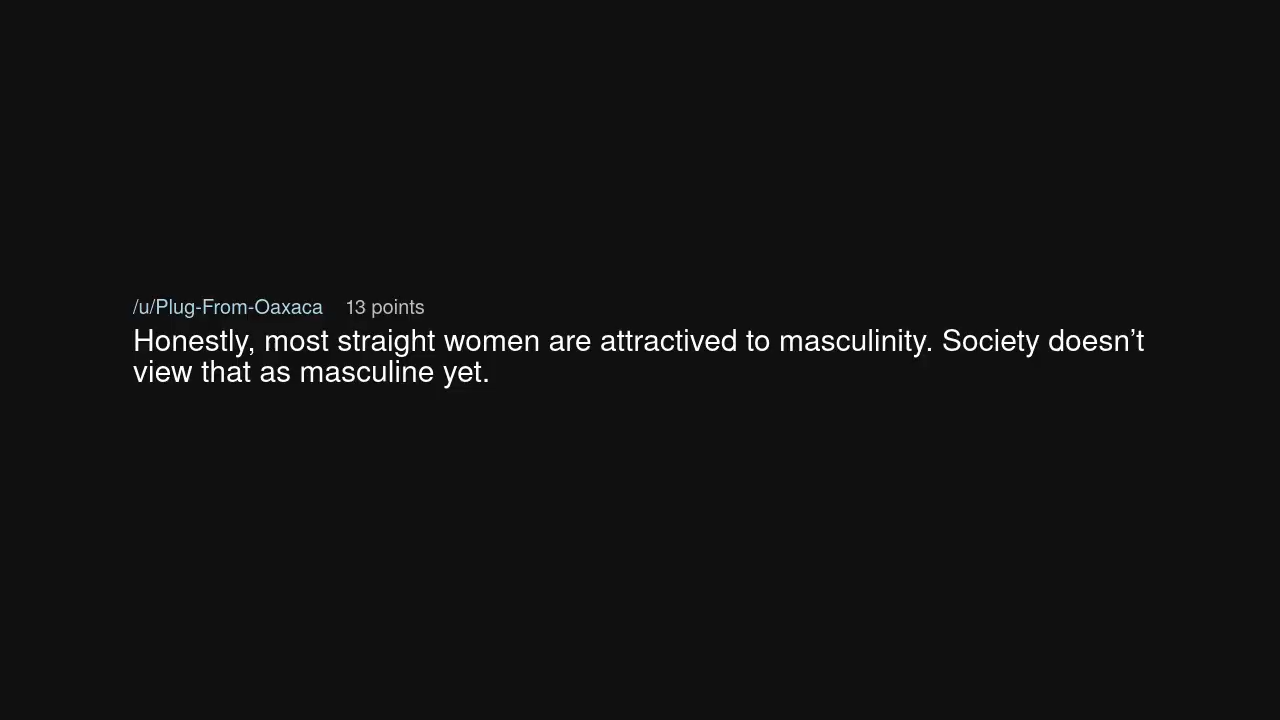 /u/Plug-From-Oaxaca 13 points
Honestly, most straight women are attractived to masculinity. Society doesn’t
view that as masculine yet.